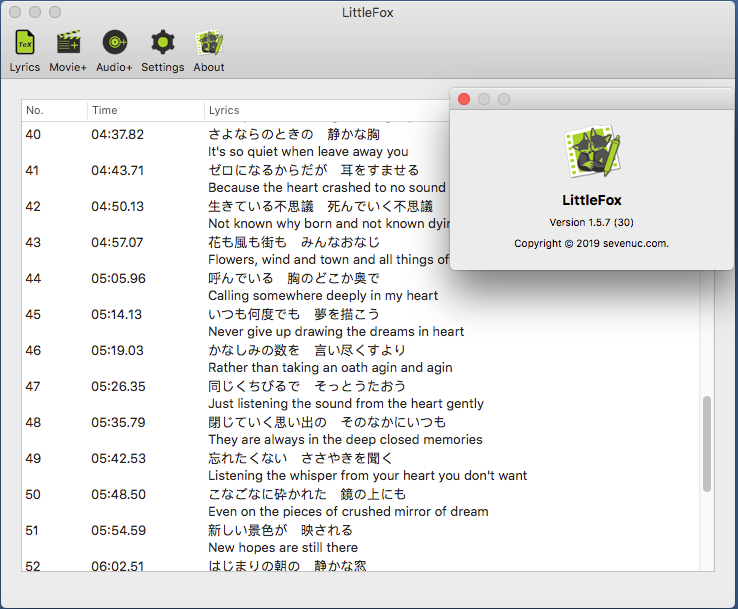 LittleFox
TeX
Lyrics Movie+ Audio+ Settings About
No. Time Lyrics
40 04:37.82 さよならのときの　静かな胸
It's so quiet when leave away you
41 04:43.71 ゼロになるからだが　耳をすませる
Because the heart crashed to no sound
42 04:50.13 生きている不思議　死んでいく不思議
Not known why born and not known dyin
43 04:57.07 花も風も街も　みんなおなじ
Flowers, wind and town and all things of
44 05:05.96 呼んでいる　胸のどこか奥で
Calling somewhere deeply in my heart
45 05:14.13 いつも何度でも　夢を描こう
Never give up drawing the dreams in heart
46 05:19.03 かなしみの数を　言い尽くすより
Rather than taking an oath agin and agin
47 05:26.35 同じくちびるで　そっとうたおう
Just listening the sound from the heart gently
48 05:35.79 閉じていく思い出の　そのなかにいつも
They are always in the deep closed memories
49 05:42.53 忘れたくない　ささやきを聞く
Listening the whisper from your heart you don't want
50 05:48.50 こなごなに砕かれた　鏡の上にも
Even on the pieces of crushed mirror of dream
51 05:54.59 新しい景色が　映される
New hopes are still there
52 06:02.51 はじまりの朝の　静かな窓
LittleFox
Version 1.5.7 (30)
Copyright © 2019 sevenuc.com.